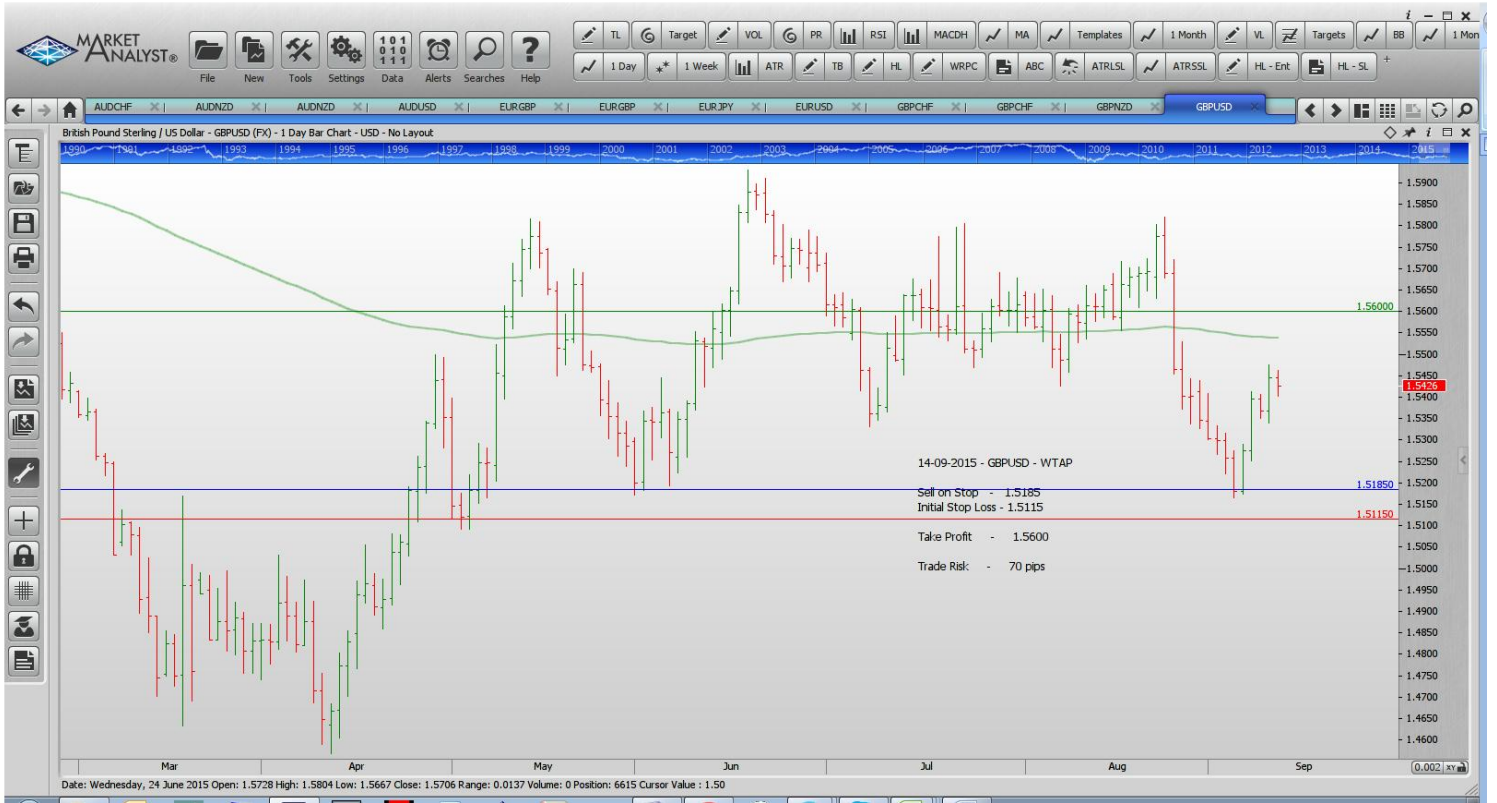 i
MARKET ANALYST®
File New Tools Settings Data Alerts Searches Help
TL Target VOL PR RSI MACDH MA Templates 1 Month VL Targets BB 1 Mon
1 Day 1 Week ATR TB HL WRPC ABC ATRLSL ATRSSL HL - Ent HL - SL +
AUDCHF AUDNZD AUDNZD AUDUSD EURGBP EURGBP EURJPY EURUSD GBPCHF GBPCHF GBPNZD GBPUSD
British Pound Sterling / US Dollar - GBPUSD (FX) - 1 Day Bar Chart - USD - No Layout
1990 1991 1992 1993 1994 1995 1996 1997 1998 1999 2000 2001 2002 2003 2004 2005 2006 2007 2008 2009 2010 2011 2012 2013 2014 2015
1.5900
1.5850
1.5800
1.5750
1.5700
1.5650
1.56000
1.5600
1.5550
1.5500
1.5450
1.5426
1.5400
1.5350
1.5300
14-09-2015 - GBPUSD - WTAP
1.5250
Sell on Stop - 1.5185
1.51850
1.5200
Initial Stop Loss - 1.5115
1.5150
1.51150
1.5100
Take Profit - 1.5600
1.5050
Trade Risk - 70 pips
1.5000
1.4950
1.4900
1.4850
1.4800
1.4750
1.4700
1.4650
1.4600
Mar Apr May Jun Jul Aug Sep
0.002 XY
Date: Wednesday, 24 June 2015 Open: 1.5728 High: 1.5804 Low: 1.5667 Close: 1.5706 Range: 0.0137 Volume: 0 Position: 6615 Cursor Value : 1.50